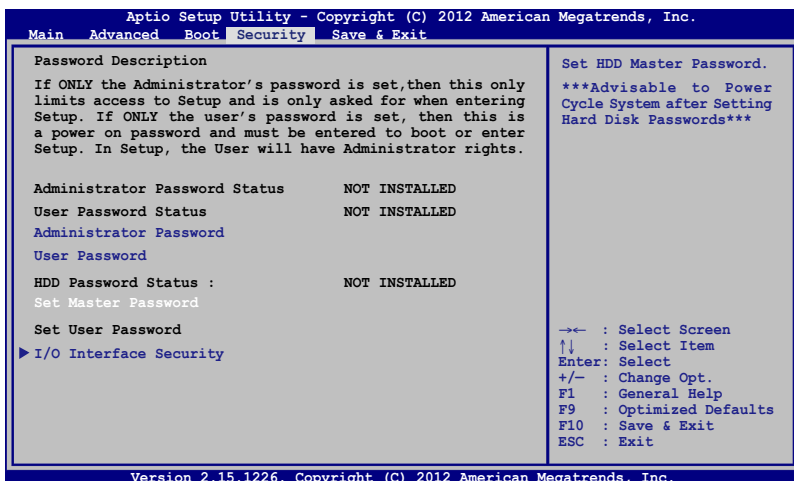 Aptio Setup Utility - Copyright (C) 2012 American Megatrends, Inc.
Main Advanced Boot Security Save & Exit
Password Description
If ONLY the Administrator's password is set,then this only
limits access to Setup and is only asked for when entering
Setup. If ONLY the user's password is set, then this is
a power on password and must be entered to boot or enter
Setup. In Setup, the User will have Administrator rights.
Administrator Password Status NOT INSTALLED
User Password Status NOT INSTALLED
Administrator Password
User Password
HDD Password Status : NOT INSTALLED
Set Master Password
Set User Password
I/O Interface Security
Set HDD Master Password.
***Advisable to Power
Cycle System after Setting
Hard Disk Passwords***
→← : Select Screen
↑↓ : Select Item
Enter: Select
+/— : Change Opt.
F1 : General Help
F9 : Optimized Defaults
F10 : Save & Exit
ESC : Exit
Version 2.15.1226. Copyright (C) 2012 American Megatrends, Inc.